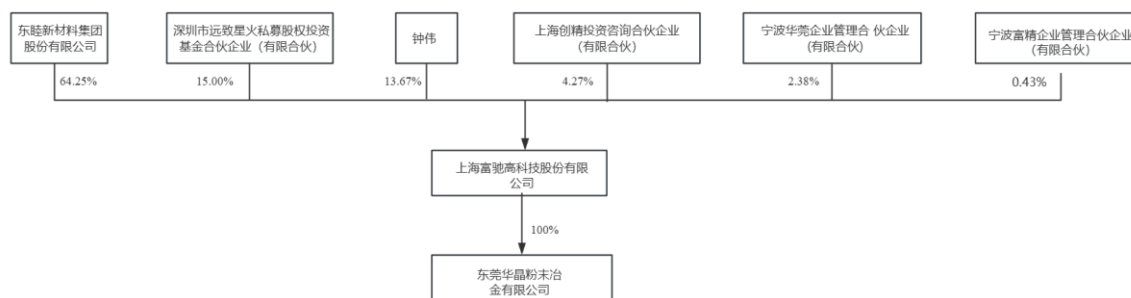 东睦新材料集团
股份有限公司
深圳市远致星火私募股权投资
基金合伙企业（有限合伙）
钟伟
上海创精投资咨询合伙企业
（有限合伙）
宁波华莞企业管理合 伙企业
（有限合伙）
宁波富精企业管理合伙企业
（有限合伙）
64.25%
15.00%
13.67%
4.27%
2.38%
0.43%
上海富驰高科技股份有限
公司
100%
东莞华晶粉末冶
金有限公司